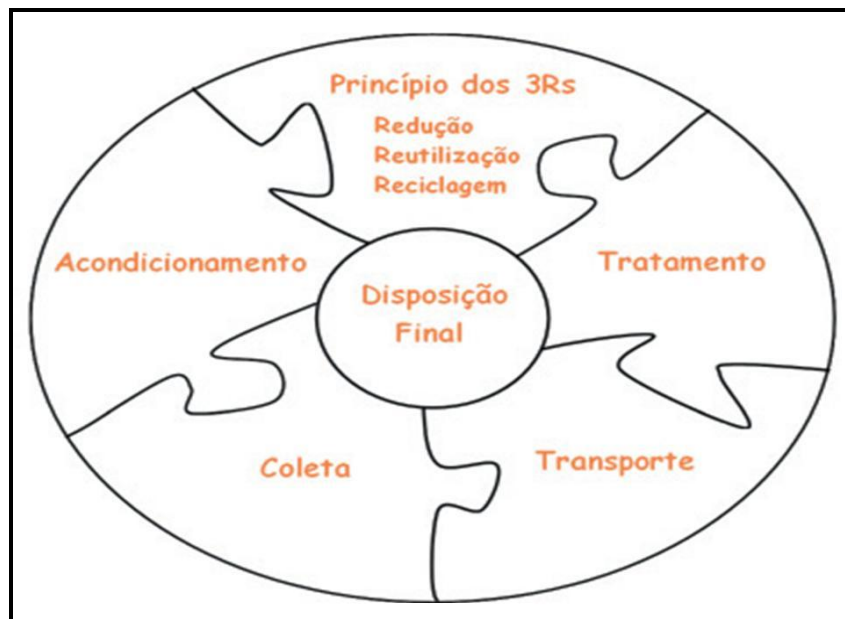 Princípio dos 3Rs
Redução
Reutilização
Reciclagem
Acondicionamento
Tratamento
Disposição
Final
Coleta
Transporte